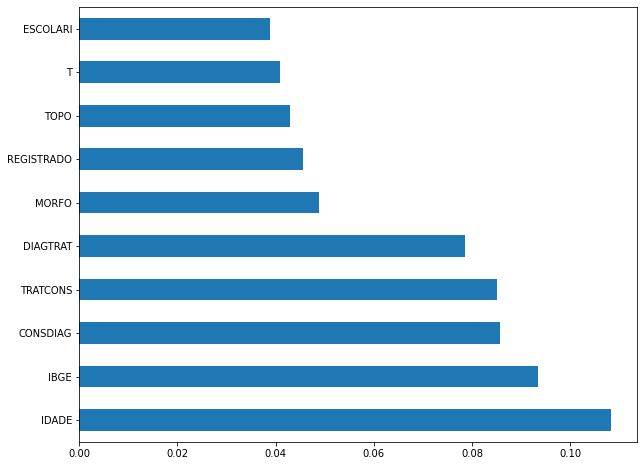 ESCOLARI
T
TOPO
REGISTRADO
MORFO
DIAGTRAT
TRATCONS
CONSDIAG
IBGE
IDADE
0.00 0.02 0.04 0.06 0.08 0.10